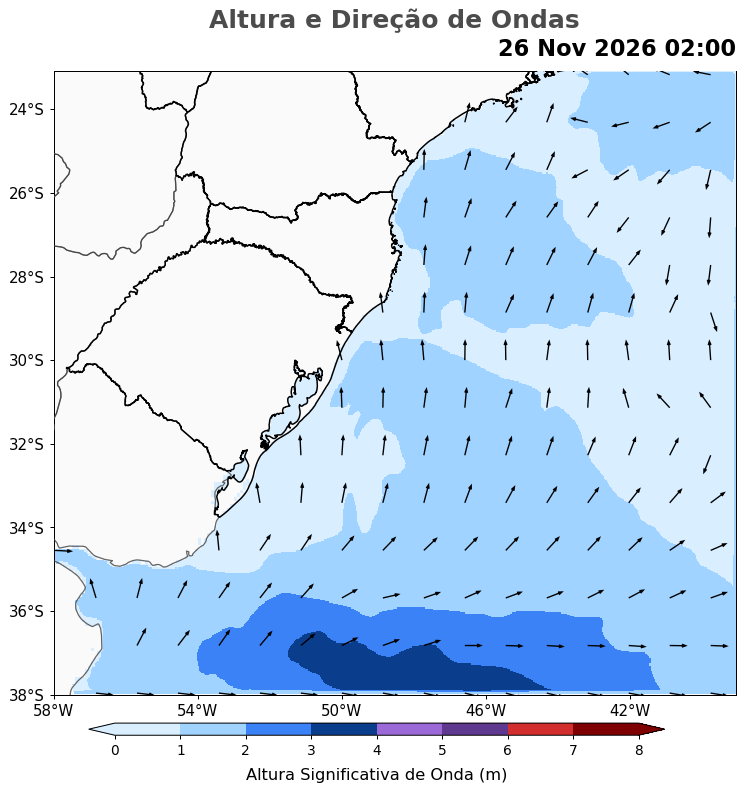 Altura e Direção de Ondas
26 Nov 2026 02:00
24°S
26°S
28°S
30°S
32°S
34°S
36°S
38°S
58°W 54°W 50°W 46°W 42°W
0 1 2 3 4 5 6 7 8
Altura Significativa de Onda (m)